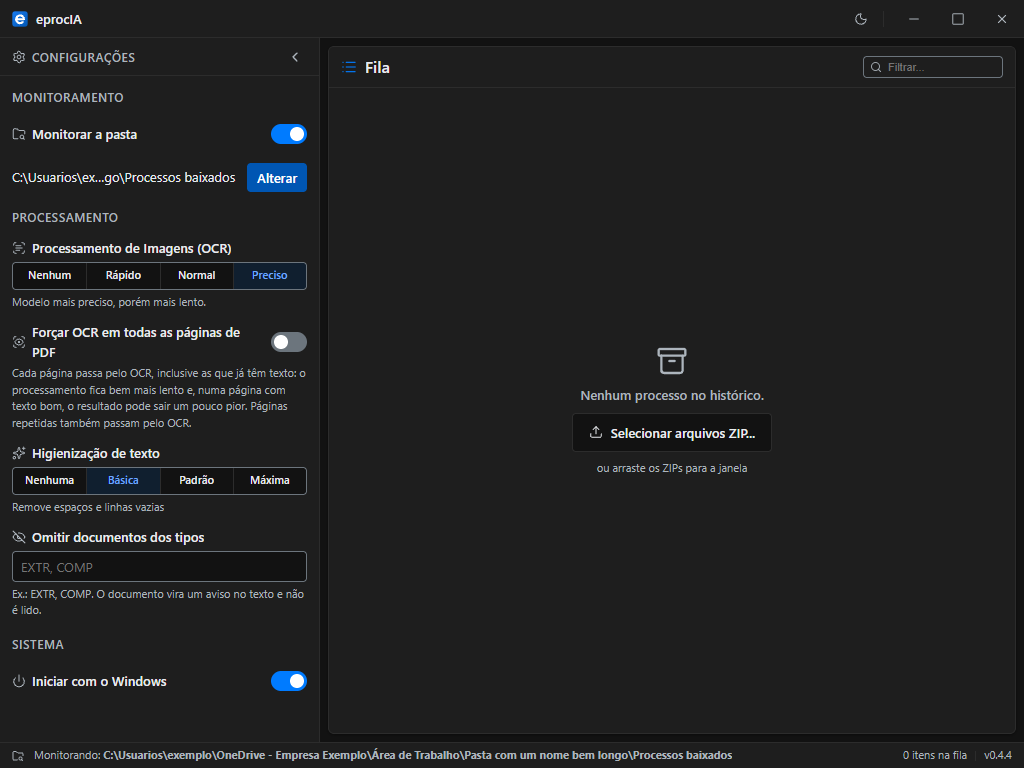 eprocIA
CONFIGURAÇÕES
MONITORAMENTO
Monitorar a pasta
C:\Usuarios\ex...go\Processos baixados
Alterar
PROCESSAMENTO
Processamento de Imagens (OCR)
Nenhum Rápido Normal Preciso
Modelo mais preciso, porém mais lento.
Forçar OCR em todas as páginas de
PDF
Cada página passa pelo OCR, inclusive as que já têm texto: o
processamento fica bem mais lento e, numa página com
texto bom, o resultado pode sair um pouco pior. Páginas
repetidas também passam pelo OCR.
Higienização de texto
Nenhuma Básica Padrão Máxima
Remove espaços e linhas vazias
Omitir documentos dos tipos
EXTR, COMP
Ex.: EXTR, COMP. O documento vira um aviso no texto e não
é lido.
SISTEMA
Iniciar com o Windows
Fila
Filtrar...
Nenhum processo no histórico.
Selecionar arquivos ZIP...
ou arraste os ZIPs para a janela
Monitorando: C:\Usuarios\exemplo\OneDrive - Empresa Exemplo\Área de Trabalho\Pasta com um nome bem longo\Processos baixados
0 itens na fila
v0.4.4